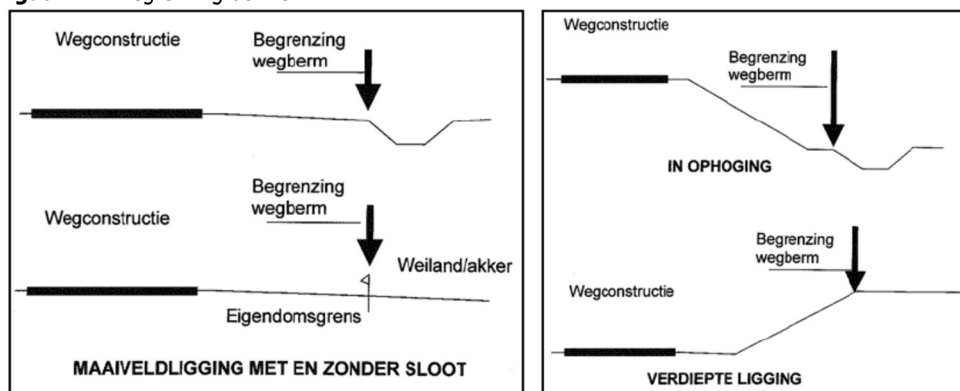 Wegconstructie
Begrenzing
wegberm
Wegconstructie
Begrenzing
wegberm
Weiland/akker
Eigendomsgrens
MAAIVELDLIGGING MET EN ZONDER SLOOT
Wegconstructie
Begrenzing
wegberm
IN OPHOGING
Begrenzing
wegberm
Wegconstructie
VERDIEPTE LIGGING